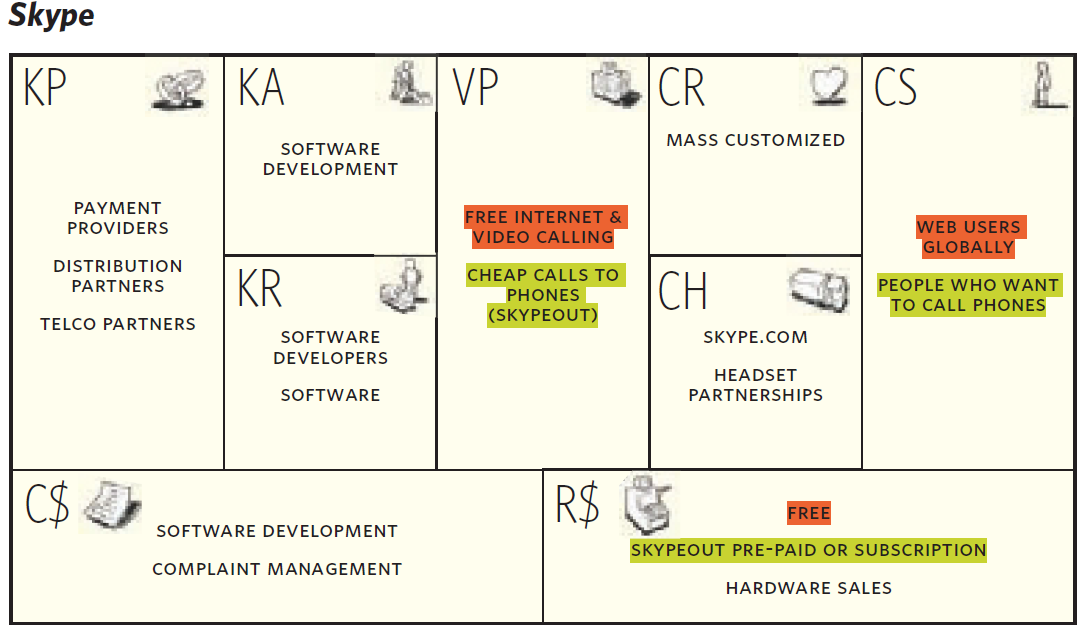 Skype
KP
PAYMENT
PROVIDERS
DISTRIBUTION
PARTNERS
TELCO PARTNERS
KA
SOFTWARE
DEVELOPMENT
KR
SOFTWARE
DEVELOPERS
SOFTWARE
VP
FREE INTERNET &
VIDEO CALLING
CHEAP CALLS TO
PHONES
(SKYPEOUT)
CR
MASS CUSTOMIZED
CH
SKYPE.COM
HEADSET
PARTNERSHIPS
CS
WEB USERS
GLOBALLY
PEOPLE WHO WANT
TO CALL PHONES
C$
SOFTWARE DEVELOPMENT
COMPLAINT MANAGEMENT
R$
FREE
SKYPEOUT PRE-PAID OR SUBSCRIPTION
HARDWARE SALES